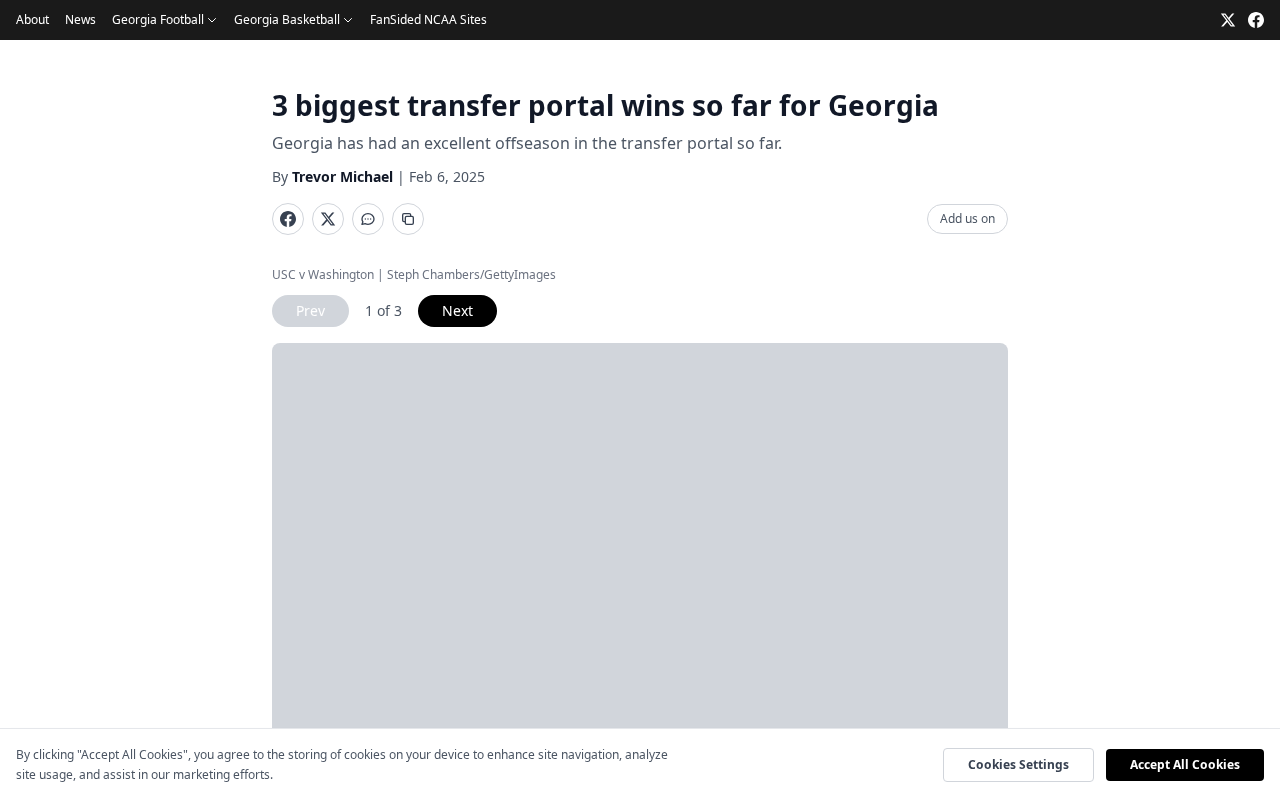 About News Georgia Football Georgia Basketball FanSided NCAA Sites
3 biggest transfer portal wins so far for Georgia
Georgia has had an excellent offseason in the transfer portal so far.
By Trevor Michael | Feb 6, 2025
Add us on
USC v Washington | Steph Chambers/GettyImages
Prev 1 of 3 Next
By clicking "Accept All Cookies", you agree to the storing of cookies on your device to enhance site navigation, analyze
site usage, and assist in our marketing efforts.
Cookies Settings Accept All Cookies